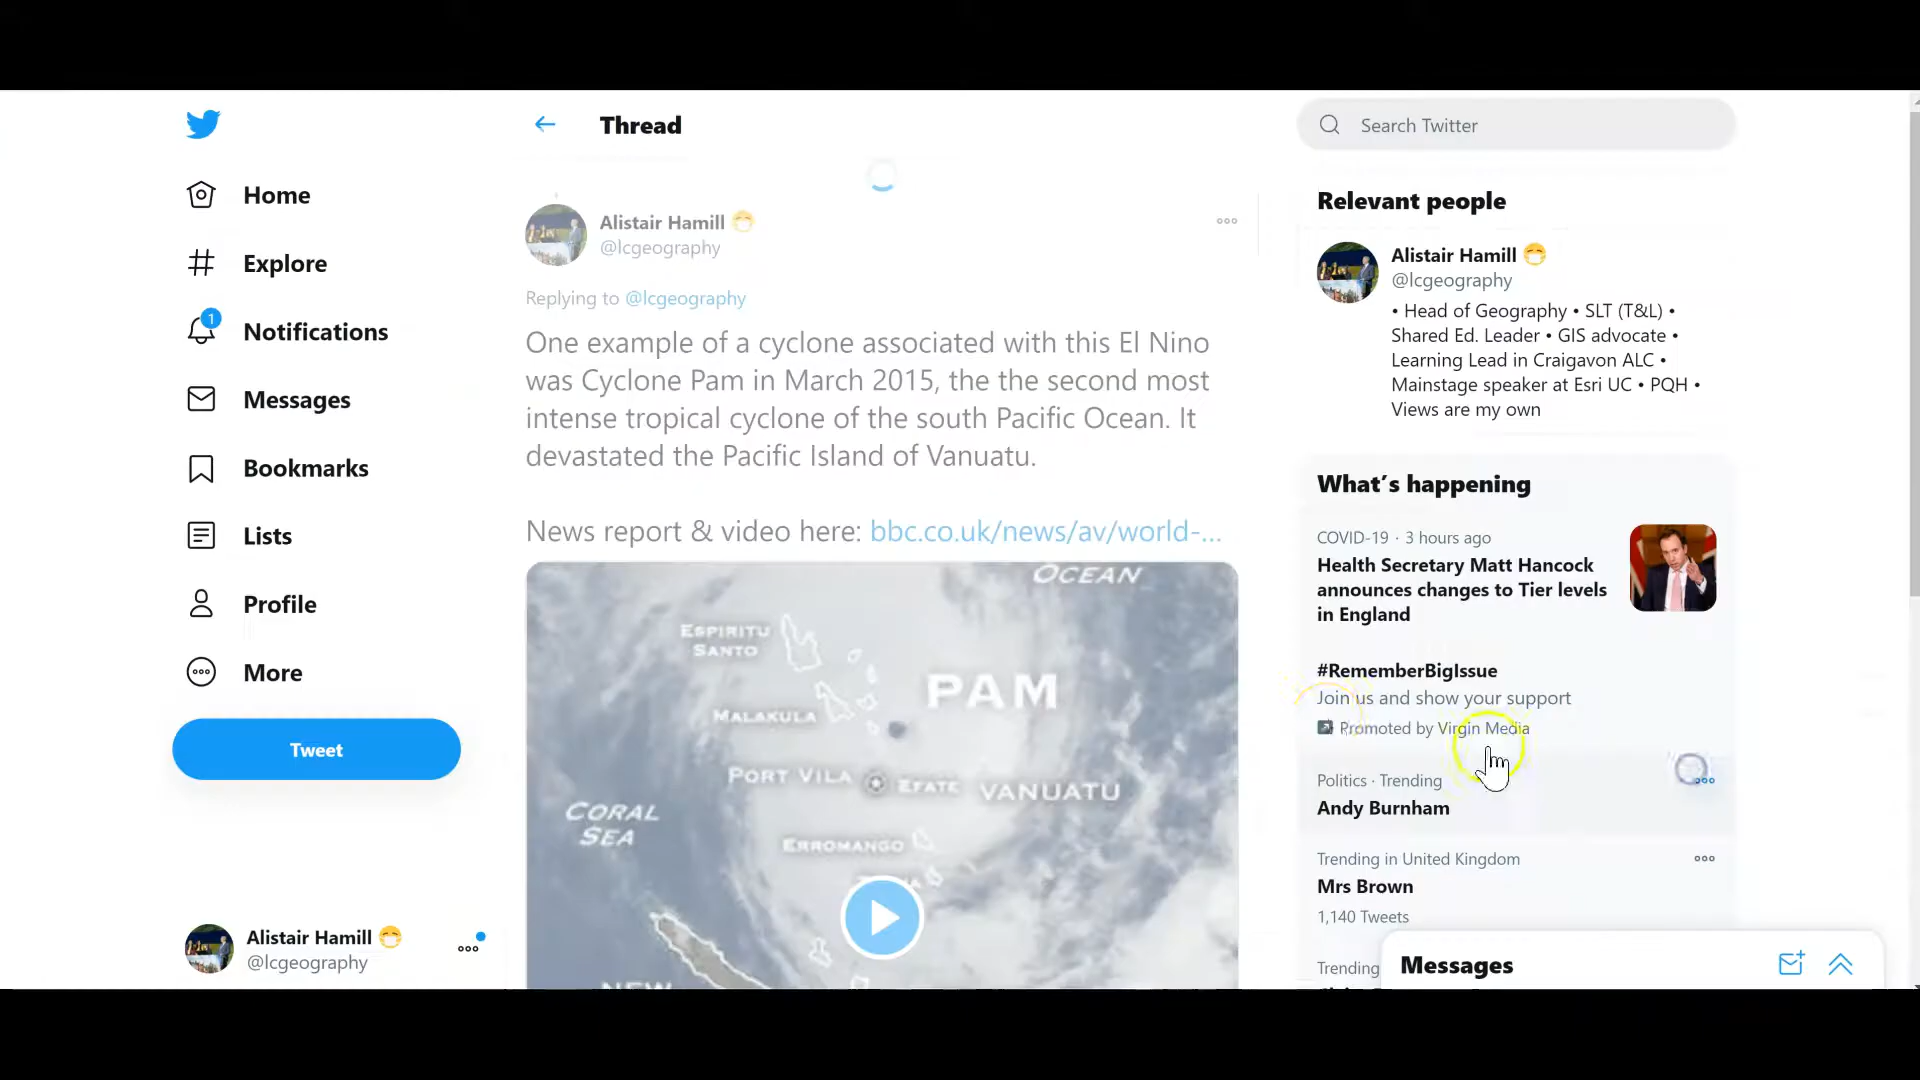 Home
Explore
1
Notifications
Messages
Bookmarks
Lists
Profile
More
Tweet
Alistair Hamill
@lcgeography
Thread
Alistair Hamill
@lcgeography
Replying to @lcgeography
One example of a cyclone associated with this El Nino
was Cyclone Pam in March 2015, the the second most
intense tropical cyclone of the south Pacific Ocean. It
devastated the Pacific Island of Vanuatu.
News report & video here: bbc.co.uk/news/av/world-...
OCEAN
ESPIRITU
SANTO
PAM
MALAKULA
PORT VILA
EFATE
VANUATU
CORAL
SEA
ERROMANGO
NEW
Search Twitter
Relevant people
Alistair Hamill
@lcgeography
• Head of Geography • SLT (T&L) •
Shared Ed. Leader • GIS advocate •
Learning Lead in Craigavon ALC •
Mainstage speaker at Esri UC • PQH •
Views are my own
What's happening
COVID-19 · 3 hours ago
Health Secretary Matt Hancock
announces changes to Tier levels
in England
#RememberBigIssue
Join us and show your support
Promoted by Virgin Media
Politics · Trending
Andy Burnham
Trending in United Kingdom
Mrs Brown
1,140 Tweets
Trending
Messages